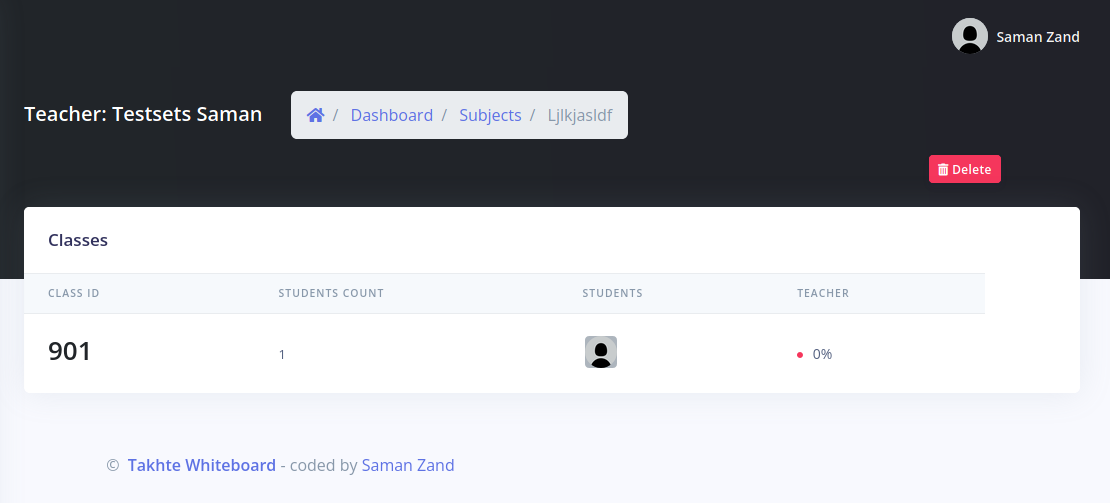 Saman Zand
Teacher: Testsets Saman
/ Dashboard / Subjects / Ljlkjasldf
Delete
Classes
CLASS ID STUDENTS COUNT STUDENTS TEACHER
901 1 0%
© Takhte Whiteboard - coded by Saman Zand